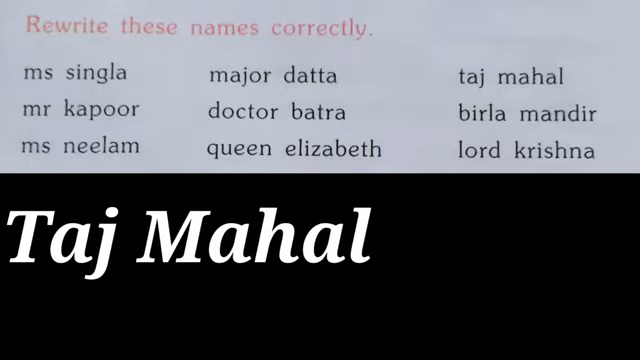 Rewrite these names correctly.
ms singla major datta taj mahal
mr kapoor doctor batra birla mandir
ms neelam queen elizabeth lord krishna
Taj Mahal